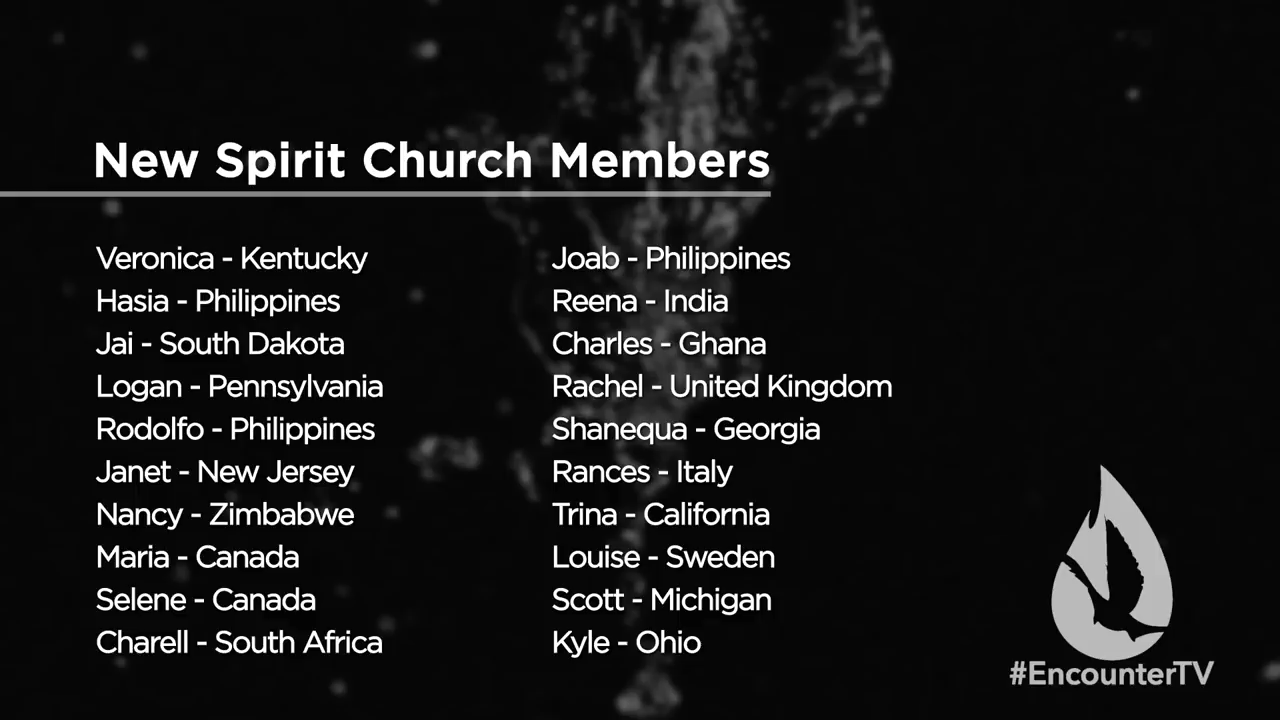 New Spirit Church Members
Veronica - Kentucky
Hasia - Philippines
Jai - South Dakota
Logan - Pennsylvania
Rodolfo - Philippines
Janet - New Jersey
Nancy - Zimbabwe
Maria - Canada
Selene - Canada
Charell - South Africa
Joab - Philippines
Reena - India
Charles - Ghana
Rachel - United Kingdom
Shanequa - Georgia
Rances - Italy
Trina - California
Louise - Sweden
Scott - Michigan
Kyle - Ohio
#EncounterTV